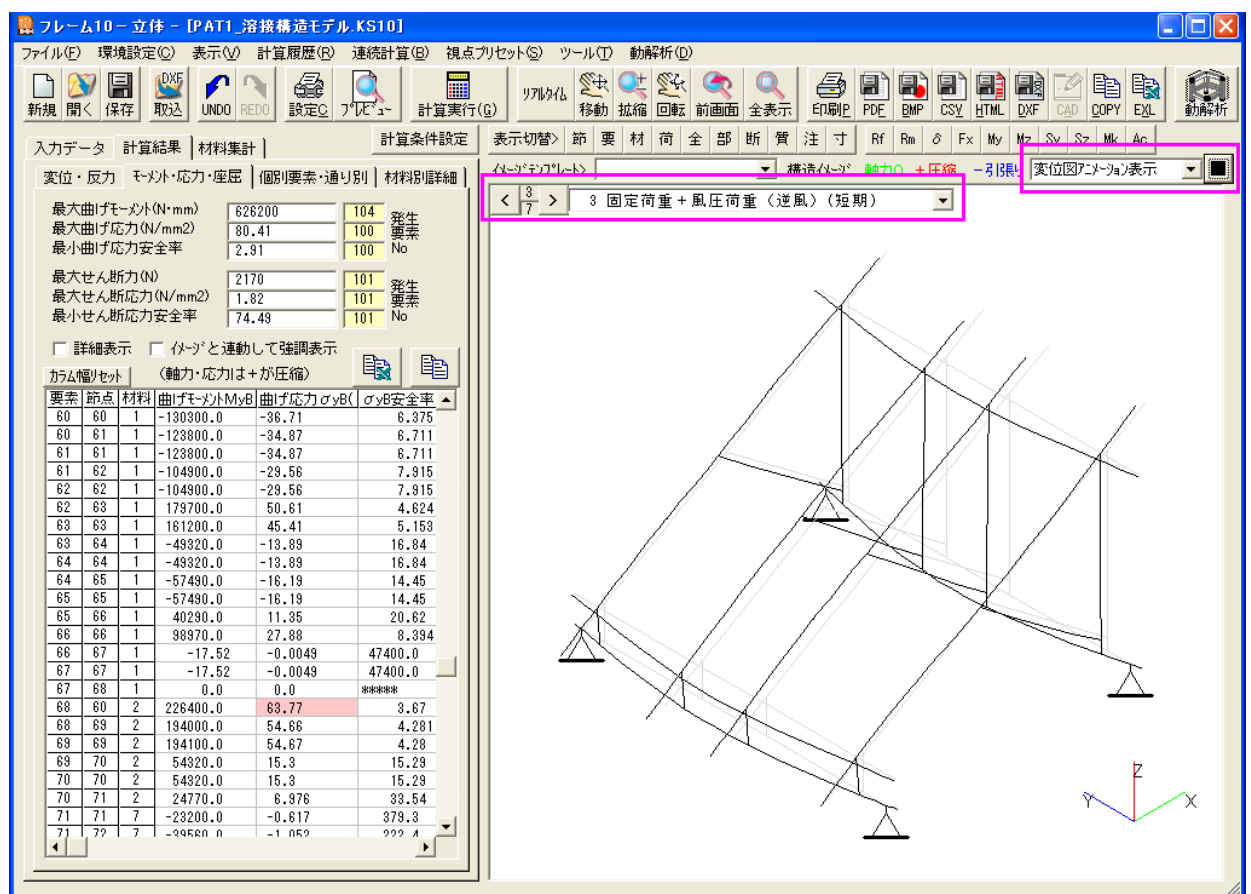 フレーム10－立体 － [PAT1_溶接構造モデル.KS10]
ファイル(F) 環境設定(C) 表示(V) 計算履歴(R) 連続計算(B) 視点プリセット(S) ツール(T) 動解析(D)
DXF
新規 開く 保存 取込 UNDO REDO 設定C プレビュー 計算実行(G) リアルタイム 移動 拡縮 回転 前画面 全表示 印刷P PDF BMP CSV HTML DXF CAD COPY EXL 動解析
入力データ 計算結果 材料集計 計算条件設定 表示切替> 節 要 材 荷 全 部 断 質 注 寸 Rf Rm δ Fx My Mz Sy Sz Mk Ac
変位・反力 モーメント・応力・座屈 個別要素・通り別 材料別詳細 イメージテンプレート> 構造イメージ 軸力0 +圧縮 －引張り 変位図アニメーション表示
< 3 7 > 3 固定荷重＋風圧荷重（逆風）（短期）
最大曲げモーメント(N・mm) 626200 104
最大曲げ応力(N/mm2) 80.41 100
最小曲げ応力安全率 2.91 100
発生
要素
No
最大せん断力(N) 2170 101
最大せん断応力(N/mm2) 1.82 101
最小せん断応力安全率 74.49 101
発生
要素
No
詳細表示 イメージと連動して強調表示
カラム幅リセット （軸力・応力は+が圧縮）
要素 節点 材料 曲げモーメントMyB 曲げ応力σyB( σyB安全率
60 60 1 -130300.0 -36.71 6.375
60 61 1 -123800.0 -34.87 6.711
61 61 1 -123800.0 -34.87 6.711
61 62 1 -104900.0 -29.56 7.915
62 62 1 -104900.0 -29.56 7.915
62 63 1 179700.0 50.61 4.624
63 63 1 161200.0 45.41 5.153
63 64 1 -49320.0 -13.89 16.84
64 64 1 -49320.0 -13.89 16.84
64 65 1 -57490.0 -16.19 14.45
65 65 1 -57490.0 -16.19 14.45
65 66 1 40290.0 11.35 20.62
66 66 1 98970.0 27.88 8.394
66 67 1 -17.52 -0.0049 47400.0
67 67 1 -17.52 -0.0049 47400.0
67 68 1 0.0 0.0 *****
68 60 2 226400.0 63.77 3.67
68 69 2 194000.0 54.66 4.281
69 69 2 194100.0 54.67 4.28
69 70 2 54320.0 15.3 15.29
70 70 2 54320.0 15.3 15.29
70 71 2 24770.0 6.976 33.54
71 71 7 -23200.0 -0.617 379.3
71 72 7 -39560.0 -1.052 222.4
Z
Y
X